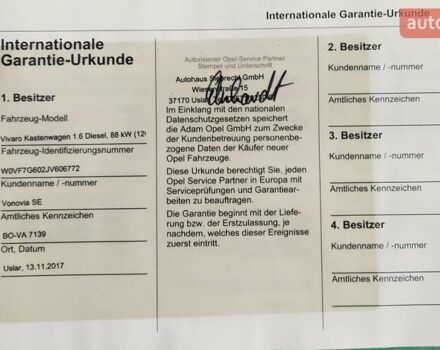 Internationale Garantie-Urkunde
auto
Internationale
Garantie-Urkunde
1. Besitzer
Fahrzeug-Modell
Vivaro Kastenwagen 1.6 Diesel, 88 kW (12
Fahrzeug-Identifizierungsnummer
W0VF7G602JV606772
Kundenname / -nummer
Vonovia SE
Amtliches Kennzeichen
BO-VA 7139
Ort, Datum
Uslar, 13.11.2017
Autorisierter Opel Service Partner
Stempel und Unterschrift
Autohaus GmbH
15
37170 Uslar
Im Einklang mit den nationalen
Datenschutzgesetzen speichert
die Adam Opel GmbH zum Zwecke
der Kundenbetreuung personenbe-
zogene Daten der Käufer neuer
Opel Fahrzeuge.
Diese Urkunde berechtigt Sie, jeden
Opel Service Partner in Europa mit
Serviceprüfungen und Garantiear-
beiten zu beauftragen.
Die Garantie beginnt mit der Liefe-
rung bzw. der Erstzulassung, je
nachdem, welches dieser Ereignisse
zuerst eintritt.
2. Besitzer
Kundenname / -nummer
Amtliches Kennzeichen
3. Besitzer
Kundenname / -nummer
Amtliches Kennzeichen
4. Besitzer
Kundenname / -nummer
Amtliches Kennzeichen